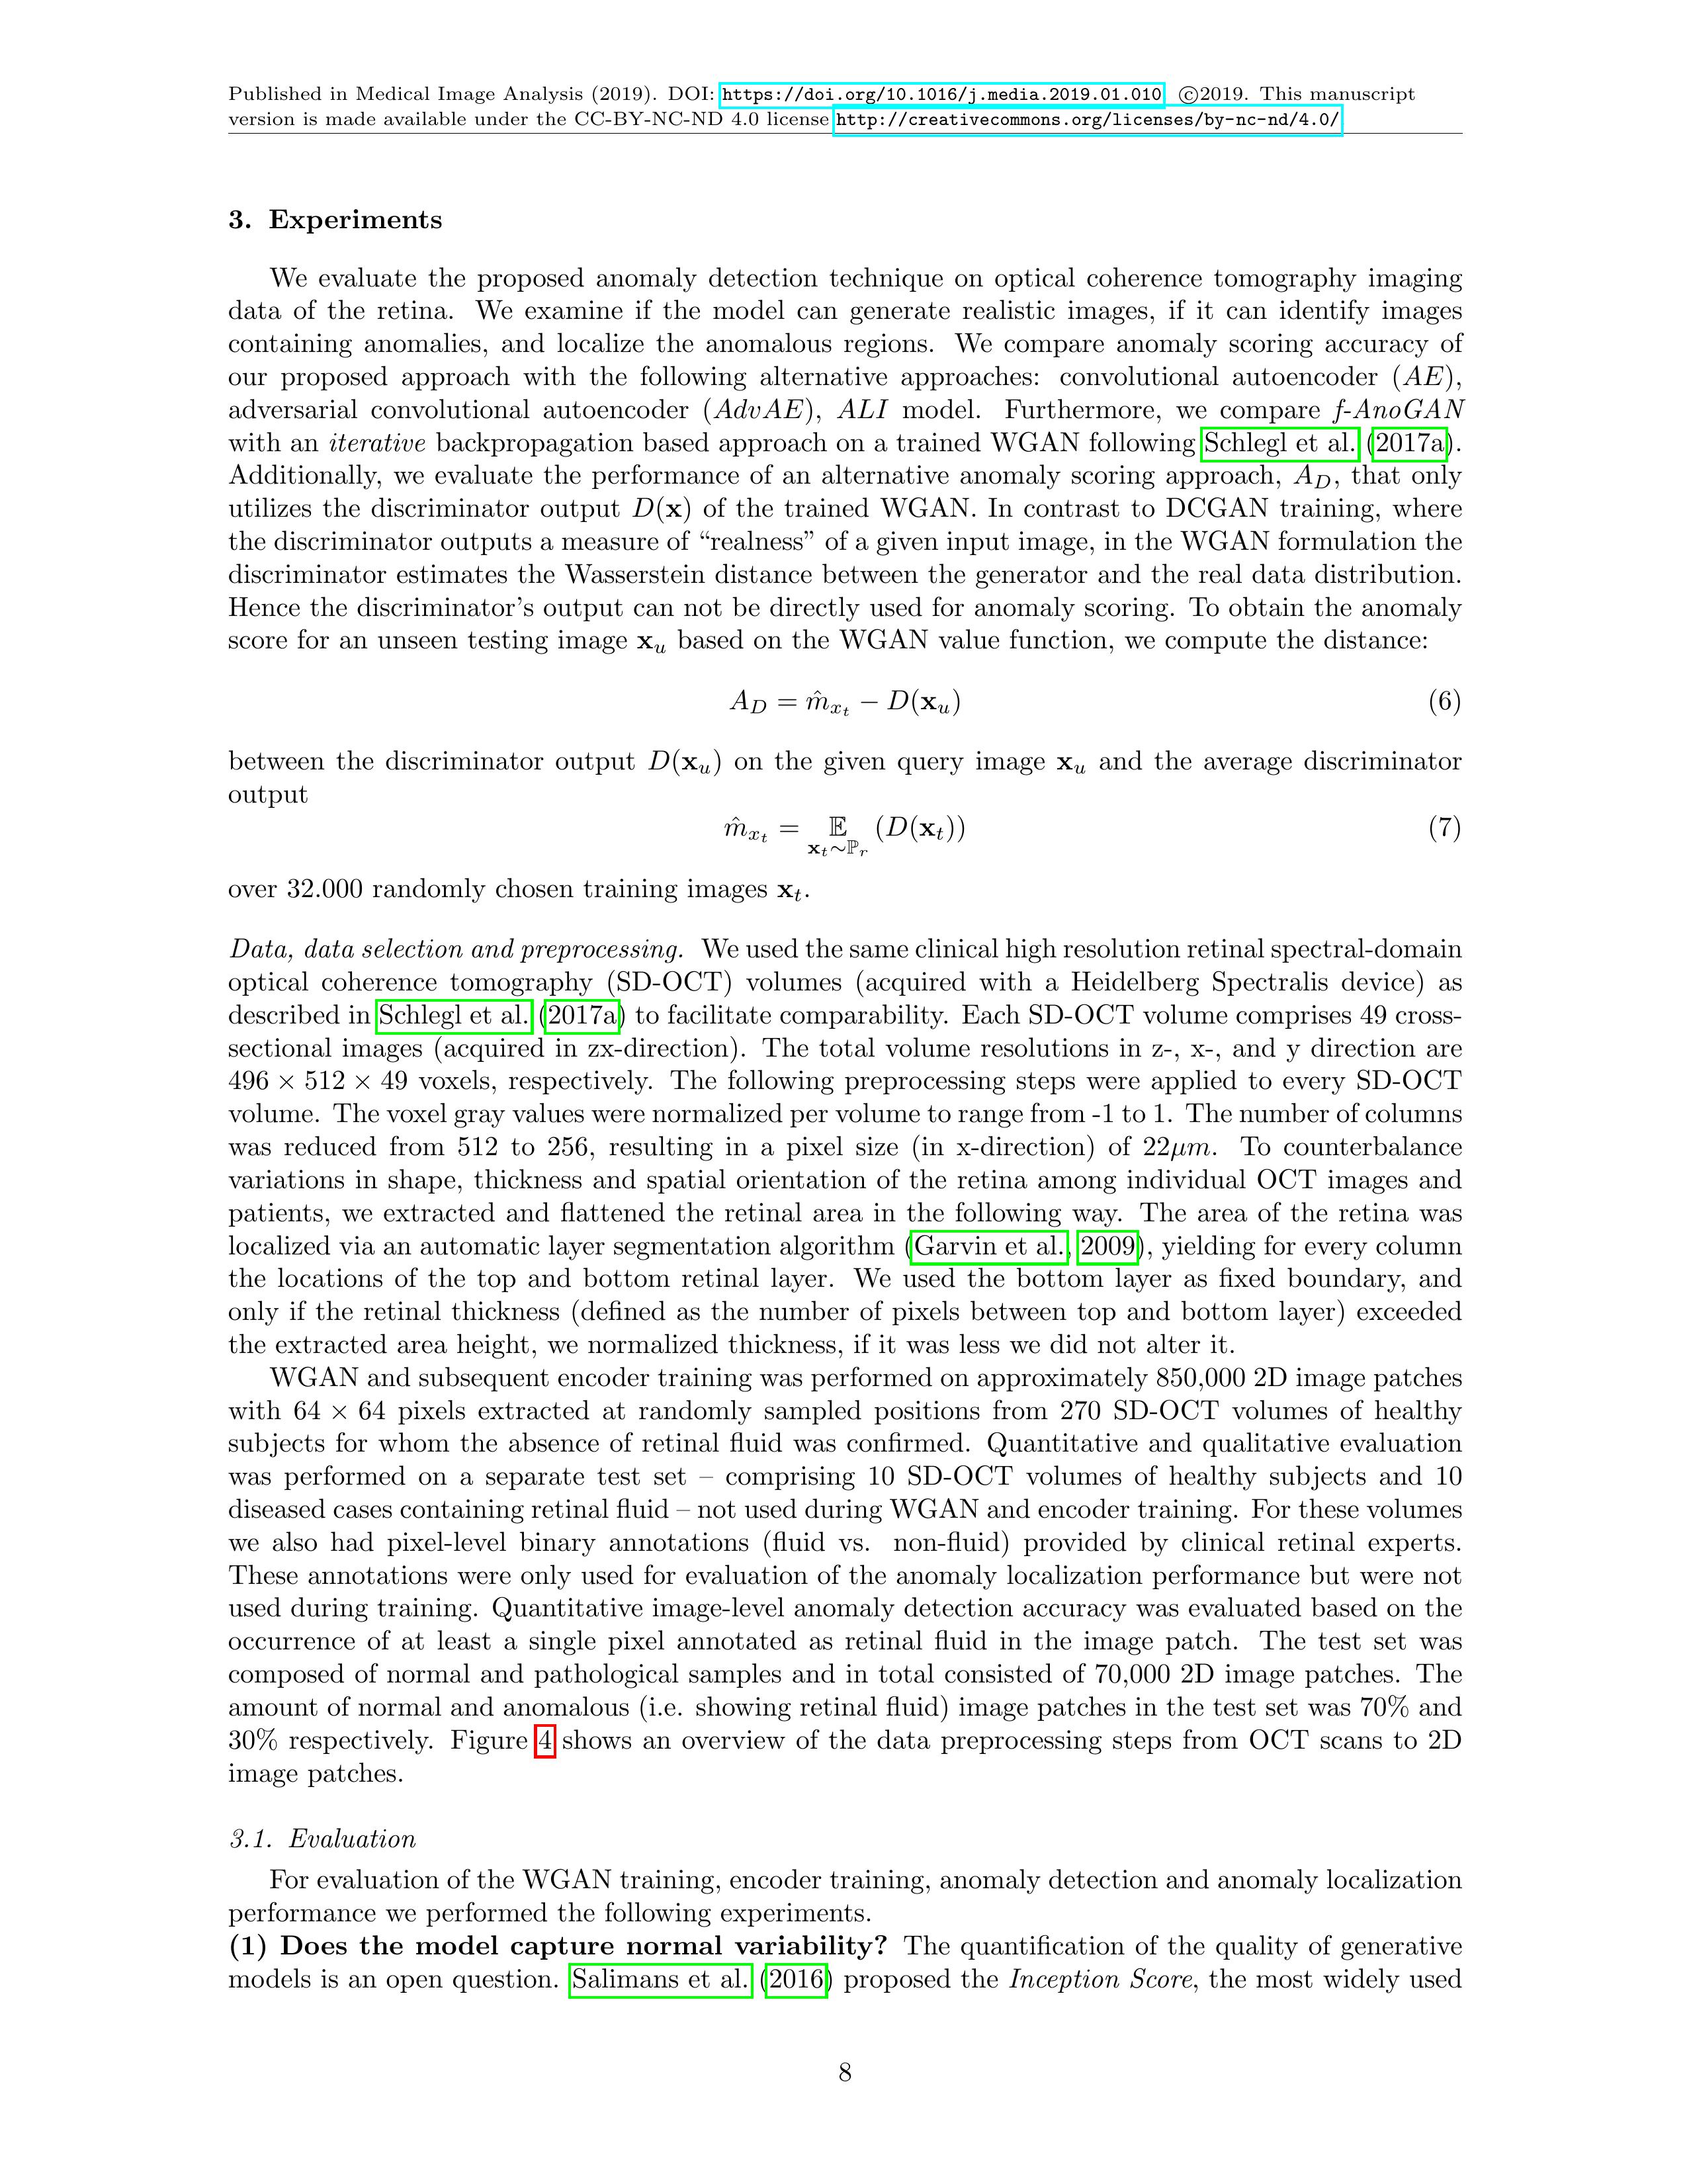 Published in Medical Image Analysis (2019). DOI: https://doi.org/10.1016/j.media.2019.01.010 ©2019. This manuscript
version is made available under the CC-BY-NC-ND 4.0 license http://creativecommons.org/licenses/by-nc-nd/4.0/
3. Experiments
We evaluate the proposed anomaly detection technique on optical coherence tomography imaging
data of the retina. We examine if the model can generate realistic images, if it can identify images
containing anomalies, and localize the anomalous regions. We compare anomaly scoring accuracy of
our proposed approach with the following alternative approaches: convolutional autoencoder (AE),
adversarial convolutional autoencoder (AdvAE), ALI model. Furthermore, we compare f-AnoGAN
with an iterative backpropagation based approach on a trained WGAN following Schlegl et al. (2017a).
Additionally, we evaluate the performance of an alternative anomaly scoring approach, A_D, that only
utilizes the discriminator output D(x) of the trained WGAN. In contrast to DCGAN training, where
the discriminator outputs a measure of “realness” of a given input image, in the WGAN formulation the
discriminator estimates the Wasserstein distance between the generator and the real data distribution.
Hence the discriminator’s output can not be directly used for anomaly scoring. To obtain the anomaly
score for an unseen testing image x_u based on the WGAN value function, we compute the distance:
A_D = m̂_{x_t} − D(x_u) (6)
between the discriminator output D(x_u) on the given query image x_u and the average discriminator
output
m̂_{x_t} = 𝔼_{x_t∼ℙ_r} (D(x_t)) (7)
over 32.000 randomly chosen training images x_t.
Data, data selection and preprocessing. We used the same clinical high resolution retinal spectral-domain
optical coherence tomography (SD-OCT) volumes (acquired with a Heidelberg Spectralis device) as
described in Schlegl et al. (2017a) to facilitate comparability. Each SD-OCT volume comprises 49 cross-
sectional images (acquired in zx-direction). The total volume resolutions in z-, x-, and y direction are
496 × 512 × 49 voxels, respectively. The following preprocessing steps were applied to every SD-OCT
volume. The voxel gray values were normalized per volume to range from -1 to 1. The number of columns
was reduced from 512 to 256, resulting in a pixel size (in x-direction) of 22μm. To counterbalance
variations in shape, thickness and spatial orientation of the retina among individual OCT images and
patients, we extracted and flattened the retinal area in the following way. The area of the retina was
localized via an automatic layer segmentation algorithm (Garvin et al., 2009), yielding for every column
the locations of the top and bottom retinal layer. We used the bottom layer as fixed boundary, and
only if the retinal thickness (defined as the number of pixels between top and bottom layer) exceeded
the extracted area height, we normalized thickness, if it was less we did not alter it.
WGAN and subsequent encoder training was performed on approximately 850,000 2D image patches
with 64 × 64 pixels extracted at randomly sampled positions from 270 SD-OCT volumes of healthy
subjects for whom the absence of retinal fluid was confirmed. Quantitative and qualitative evaluation
was performed on a separate test set – comprising 10 SD-OCT volumes of healthy subjects and 10
diseased cases containing retinal fluid – not used during WGAN and encoder training. For these volumes
we also had pixel-level binary annotations (fluid vs. non-fluid) provided by clinical retinal experts.
These annotations were only used for evaluation of the anomaly localization performance but were not
used during training. Quantitative image-level anomaly detection accuracy was evaluated based on the
occurrence of at least a single pixel annotated as retinal fluid in the image patch. The test set was
composed of normal and pathological samples and in total consisted of 70,000 2D image patches. The
amount of normal and anomalous (i.e. showing retinal fluid) image patches in the test set was 70% and
30% respectively. Figure 4 shows an overview of the data preprocessing steps from OCT scans to 2D
image patches.
3.1. Evaluation
For evaluation of the WGAN training, encoder training, anomaly detection and anomaly localization
performance we performed the following experiments.
(1) Does the model capture normal variability? The quantification of the quality of generative
models is an open question. Salimans et al. (2016) proposed the Inception Score, the most widely used
8